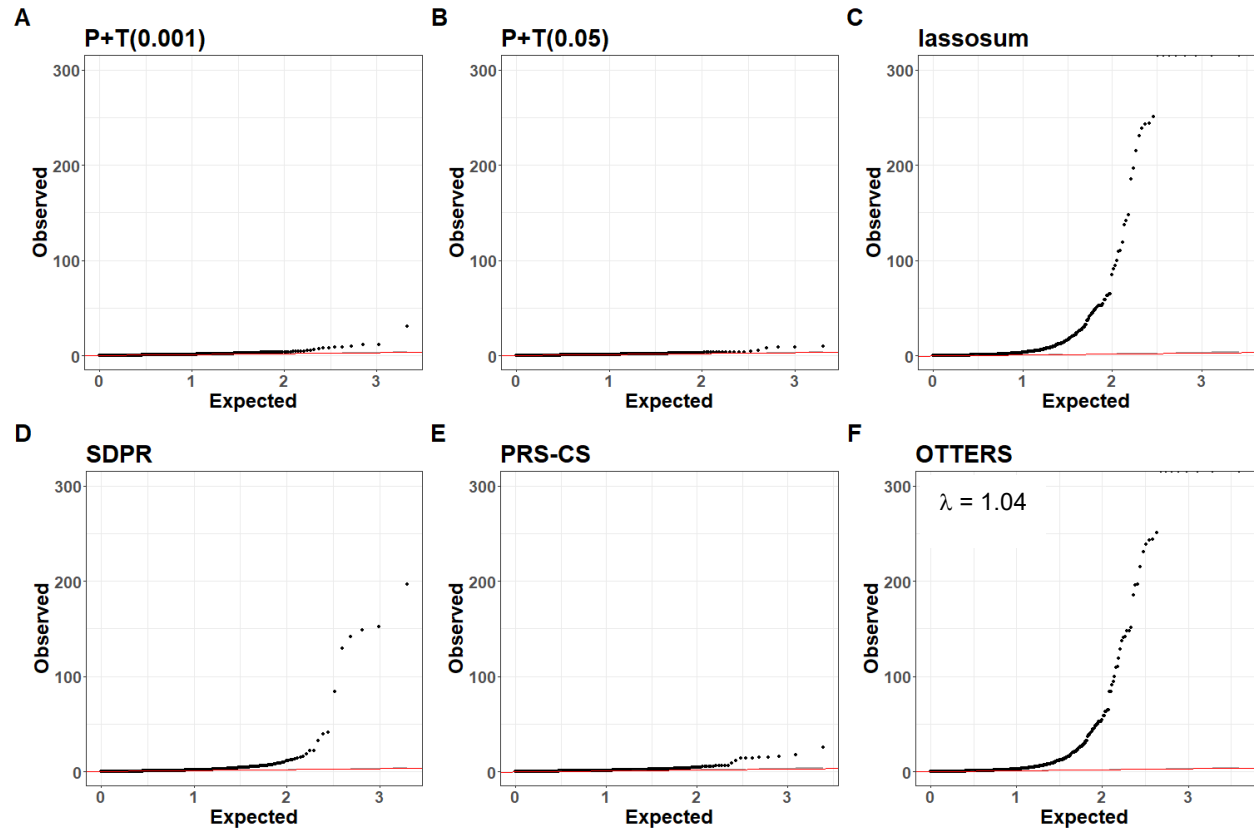 A
P+T(0.001)
300
200
100
0
Observed
0 1 2 3
Expected
B
P+T(0.05)
300
200
100
0
Observed
0 1 2 3
Expected
C
lassosum
300
200
100
0
Observed
0 1 2 3
Expected
D
SDPR
300
200
100
0
Observed
0 1 2 3
Expected
E
PRS-CS
300
200
100
0
Observed
0 1 2 3
Expected
F
OTTERS
λ = 1.04
300
200
100
0
Observed
0 1 2 3
Expected